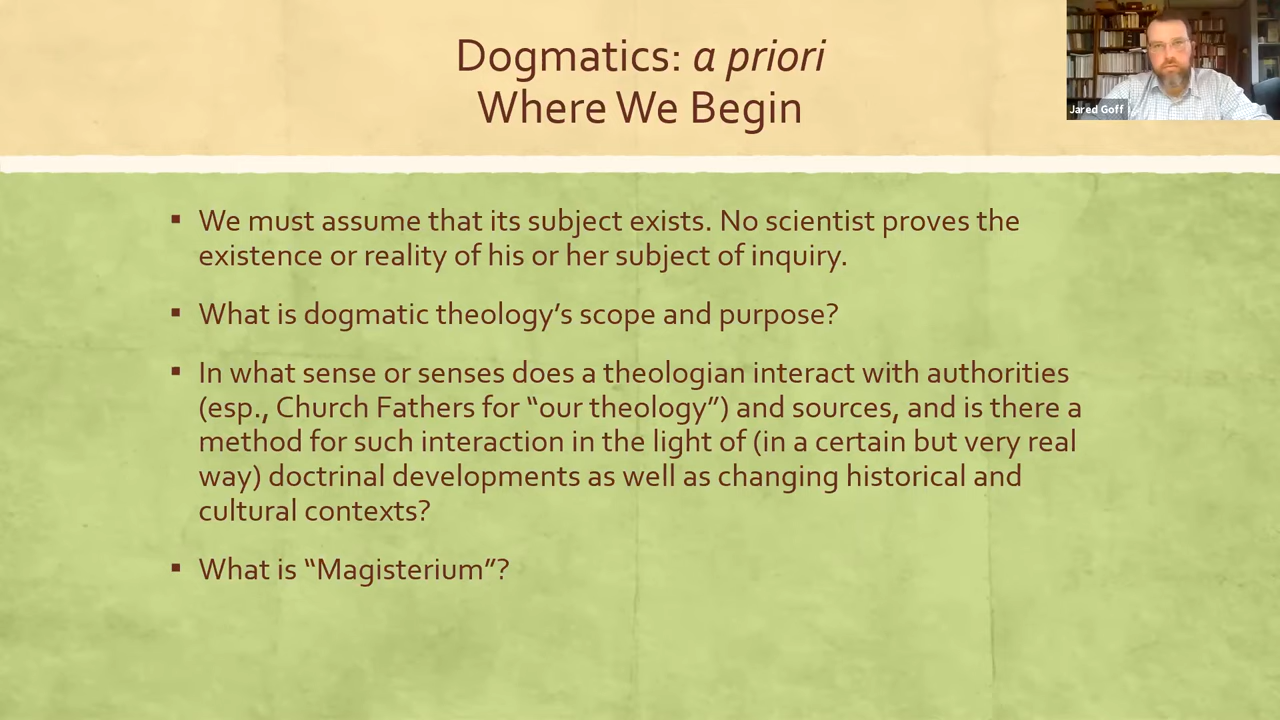 Dogmatics: a priori
Where We Begin
Jared Goff
▪ We must assume that its subject exists. No scientist proves the
existence or reality of his or her subject of inquiry.
▪ What is dogmatic theology’s scope and purpose?
▪ In what sense or senses does a theologian interact with authorities
(esp., Church Fathers for “our theology”) and sources, and is there a
method for such interaction in the light of (in a certain but very real
way) doctrinal developments as well as changing historical and
cultural contexts?
▪ What is “Magisterium”?